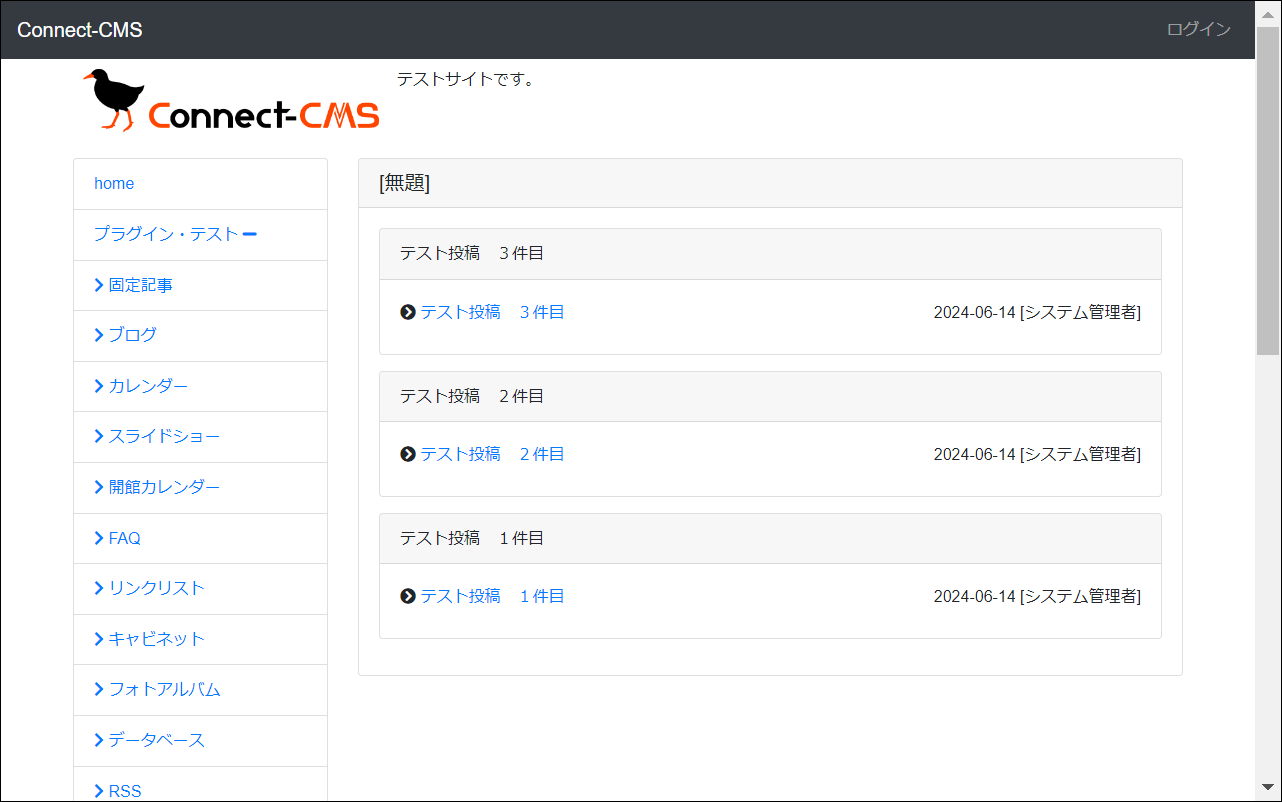 Connect-CMS
ログイン
Connect-CMS
テストサイトです。
home
プラグイン・テスト
固定記事
ブログ
カレンダー
スライドショー
開館カレンダー
FAQ
リンクリスト
キャビネット
フォトアルバム
データベース
RSS
[無題]
テスト投稿　３件目
テスト投稿　３件目 2024-06-14 [システム管理者]
テスト投稿　２件目
テスト投稿　２件目 2024-06-14 [システム管理者]
テスト投稿　１件目
テスト投稿　１件目 2024-06-14 [システム管理者]